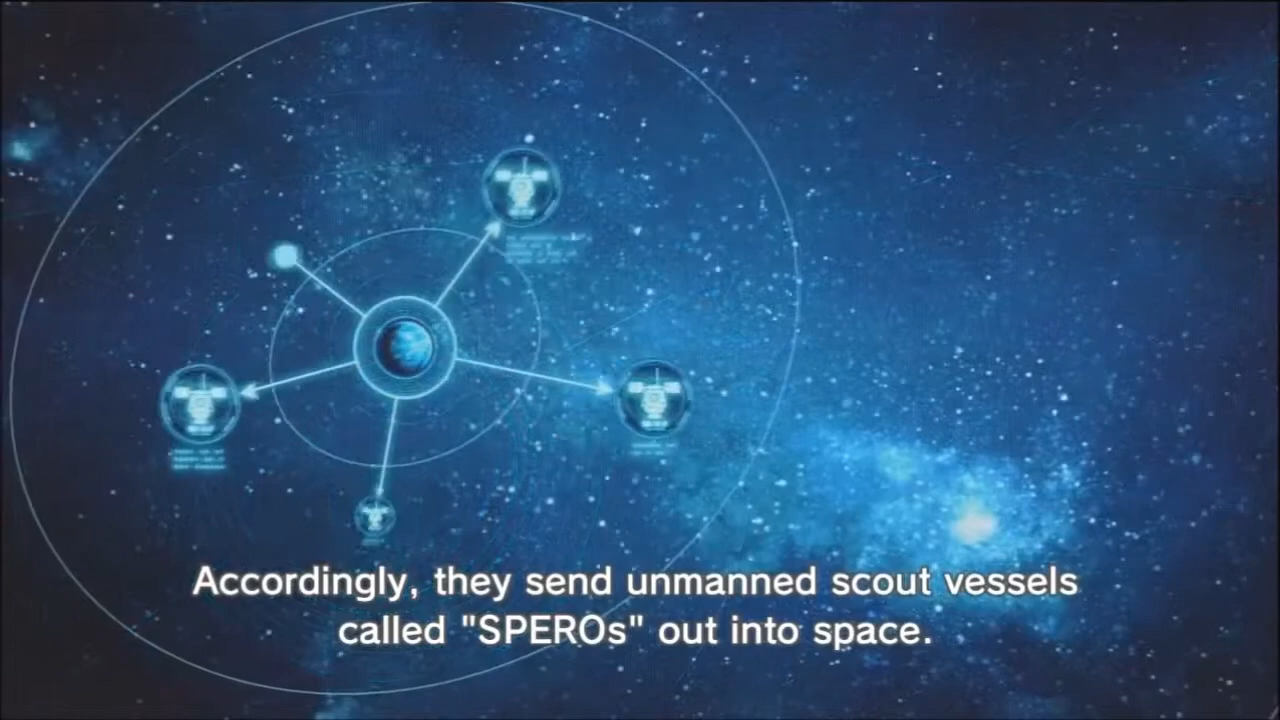 Accordingly, they send unmanned scout vessels
called "SPEROs" out into space.